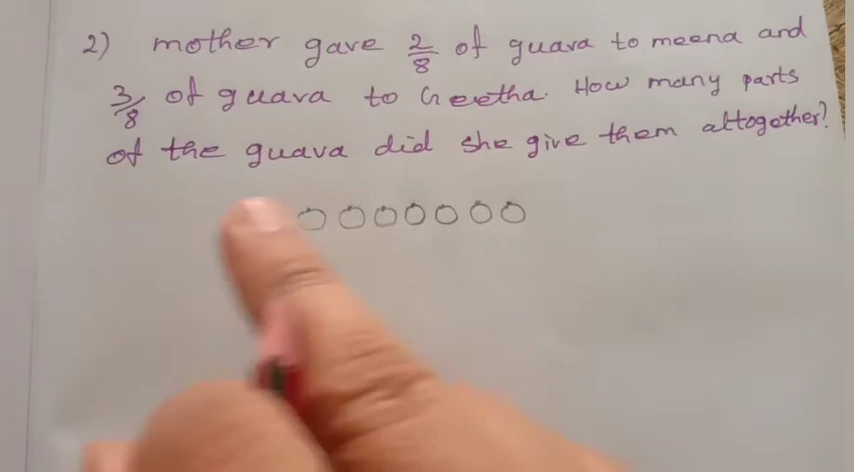 2) mother gave 2/8 of guava to meena and
3/8 of guava to Geetha. How many parts
of the guava did she give them altogether?